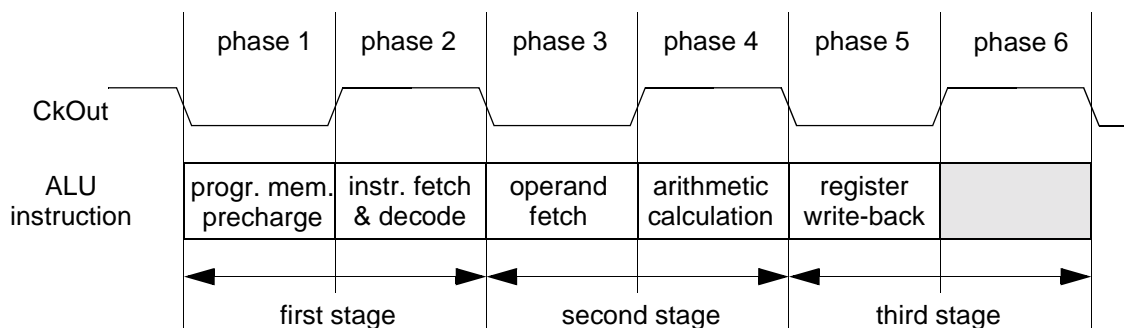 phase 1 phase 2 phase 3 phase 4 phase 5 phase 6
CkOut
ALU
instruction
progr. mem.
precharge
instr. fetch
& decode
operand
fetch
arithmetic
calculation
register
write-back
first stage second stage third stage